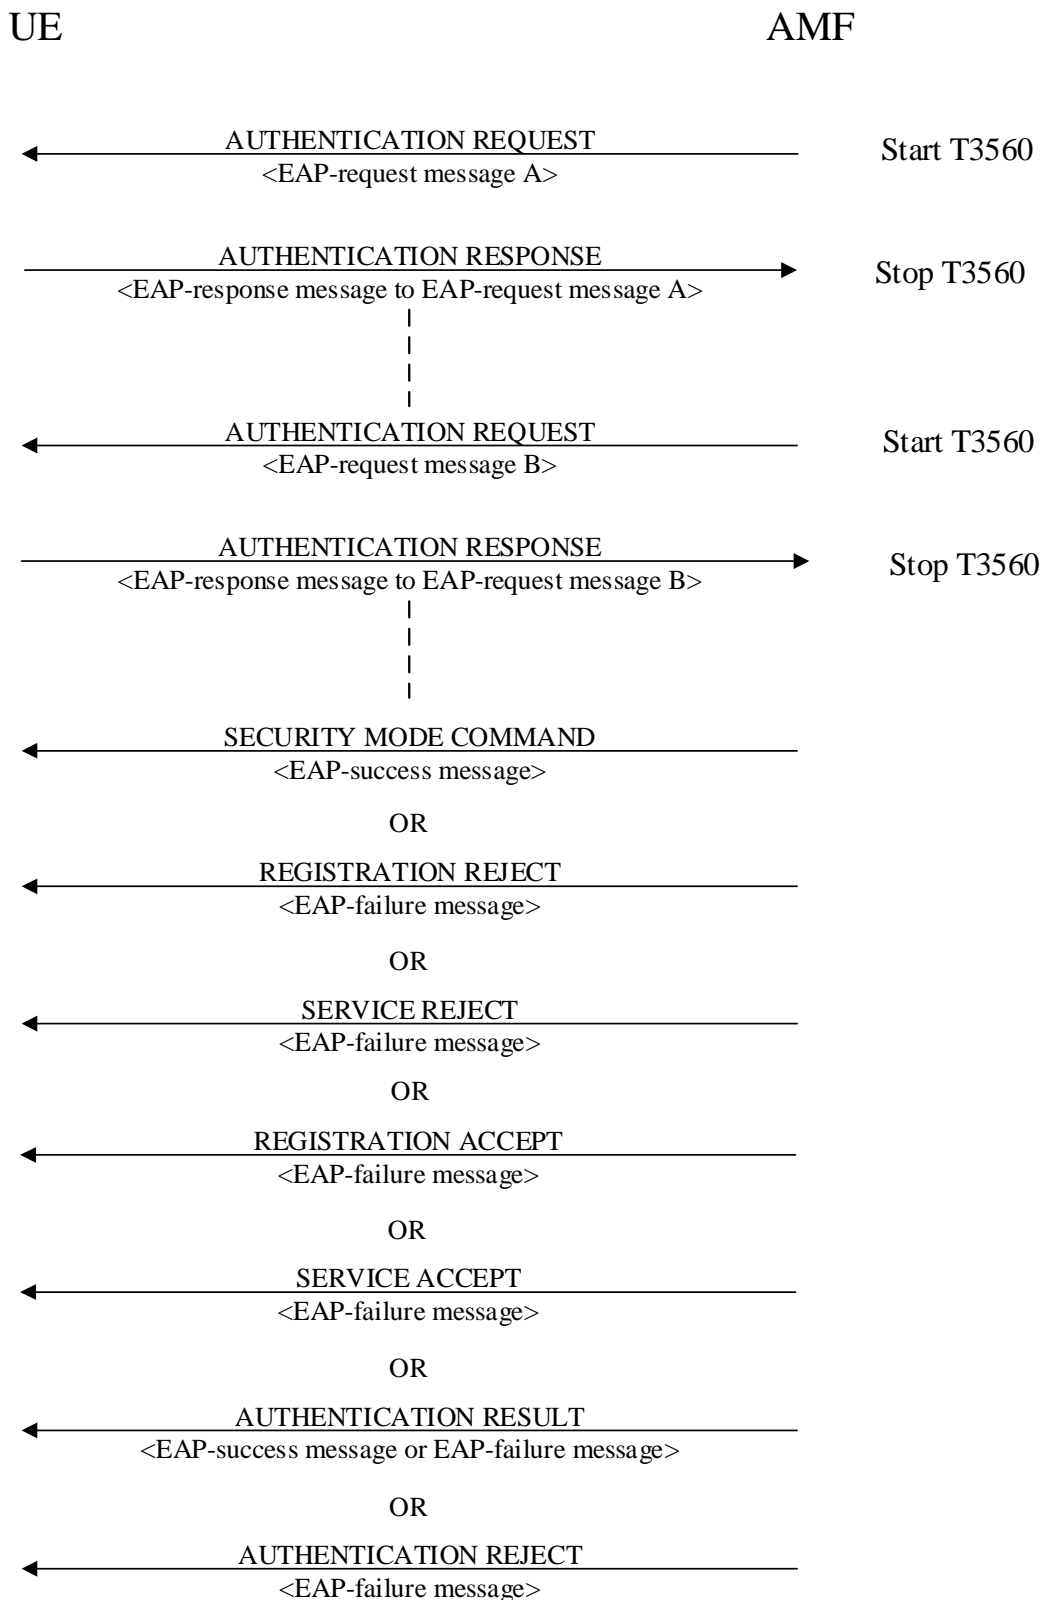 UE
AMF
AUTHENTICATION REQUEST
Start T3560
<EAP-request message A>
AUTHENTICATION RESPONSE
Stop T3560
<EAP-response message to EAP-request message A>
AUTHENTICATION REQUEST
Start T3560
<EAP-request message B>
AUTHENTICATION RESPONSE
Stop T3560
<EAP-response message to EAP-request message B>
SECURITY MODE COMMAND
<EAP-success message>
OR
REGISTRATION REJECT
<EAP-failure message>
OR
SERVICE REJECT
<EAP-failure message>
OR
REGISTRATION ACCEPT
<EAP-failure message>
OR
SERVICE ACCEPT
<EAP-failure message>
OR
AUTHENTICATION RESULT
<EAP-success message or EAP-failure message>
OR
AUTHENTICATION REJECT
<EAP-failure message>